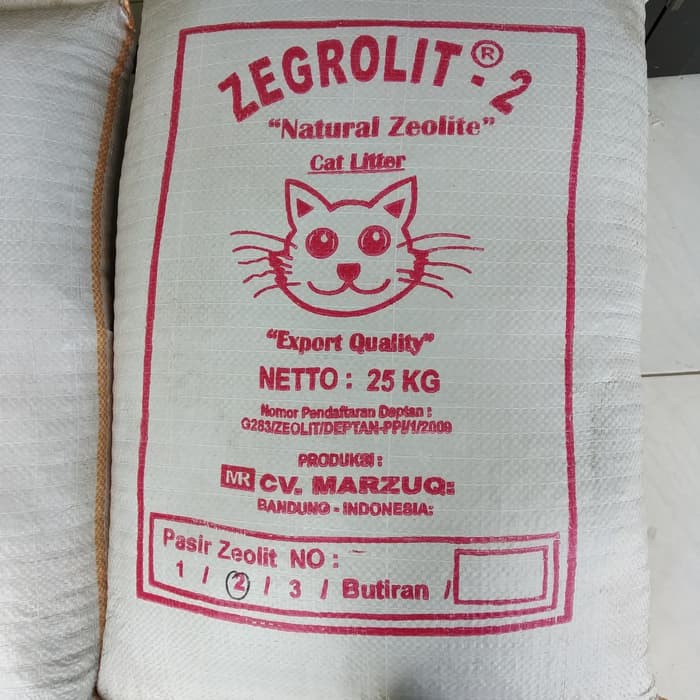 ZEGROLIT®-2
“Natural Zeolite”
Cat Litter
“Export Quality”
NETTO : 25 KG
Nomor Pendaftaran Deptan :
G283/ZEOLIT/DEPTAN-PPI/1/2009
PRODUKSI :
MR CV. MARZUQ:
BANDUNG - INDONESIA:
Pasir Zeolit NO :
1 / 2 / 3 / Butiran /